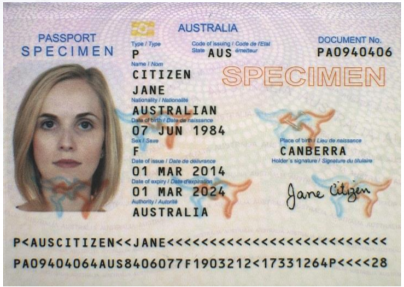 PASSPORT
SPECIMEN
AUSTRALIA
Type / Type
Code of issuing / Code de l'Etat
State émetteur
DOCUMENT No.
P
AUS
PA0940406
Name / Nom
CITIZEN
SPECIMEN
JANE
Nationality / Nationalité
AUSTRALIAN
Date of birth / Date de naissance
07 JUN 1984
Sex / Sexe
Place of birth / Lieu de naissance
F
CANBERRA
Date of issue / Date de délivrance
Holder's signature / Signature du titulaire
01 MAR 2014
Date of expiry / Date d'expiration
01 MAR 2024
Jane Citizen
Authority / Autorité
AUSTRALIA
P<AUSCITIZEN<<JANE<<<<<<<<<<<<<<<<<<<<<<<<<<
PA09404064AUS8406077F1903212<17331264P<<<<28